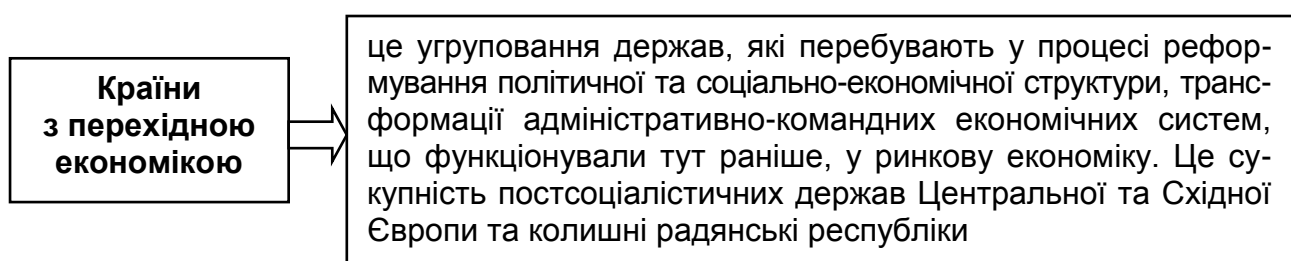 Країни
з перехідною
економікою
це угруповання держав, які перебувають у процесі рефор-
мування політичної та соціально-економічної структури, транс-
формації адміністративно-командних економічних систем,
що функціонували тут раніше, у ринкову економіку. Це су-
купність постсоціалістичних держав Центральної та Східної
Європи та колишні радянські республіки